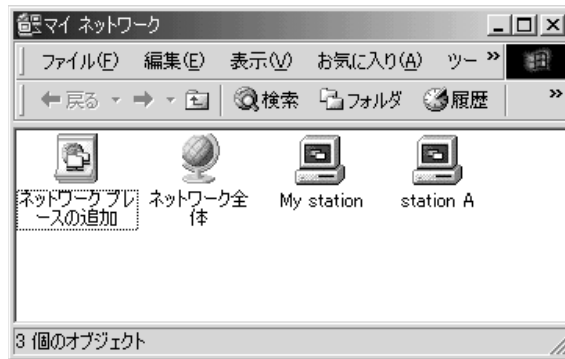 マイ ネットワーク
ファイル(F) 編集(E) 表示(V) お気に入り(A) ツー »
戻る 検索 フォルダ 履歴 »
ネットワーク プレ
ースの追加
ネットワーク全
体
My station
station A
3 個のオブジェクト